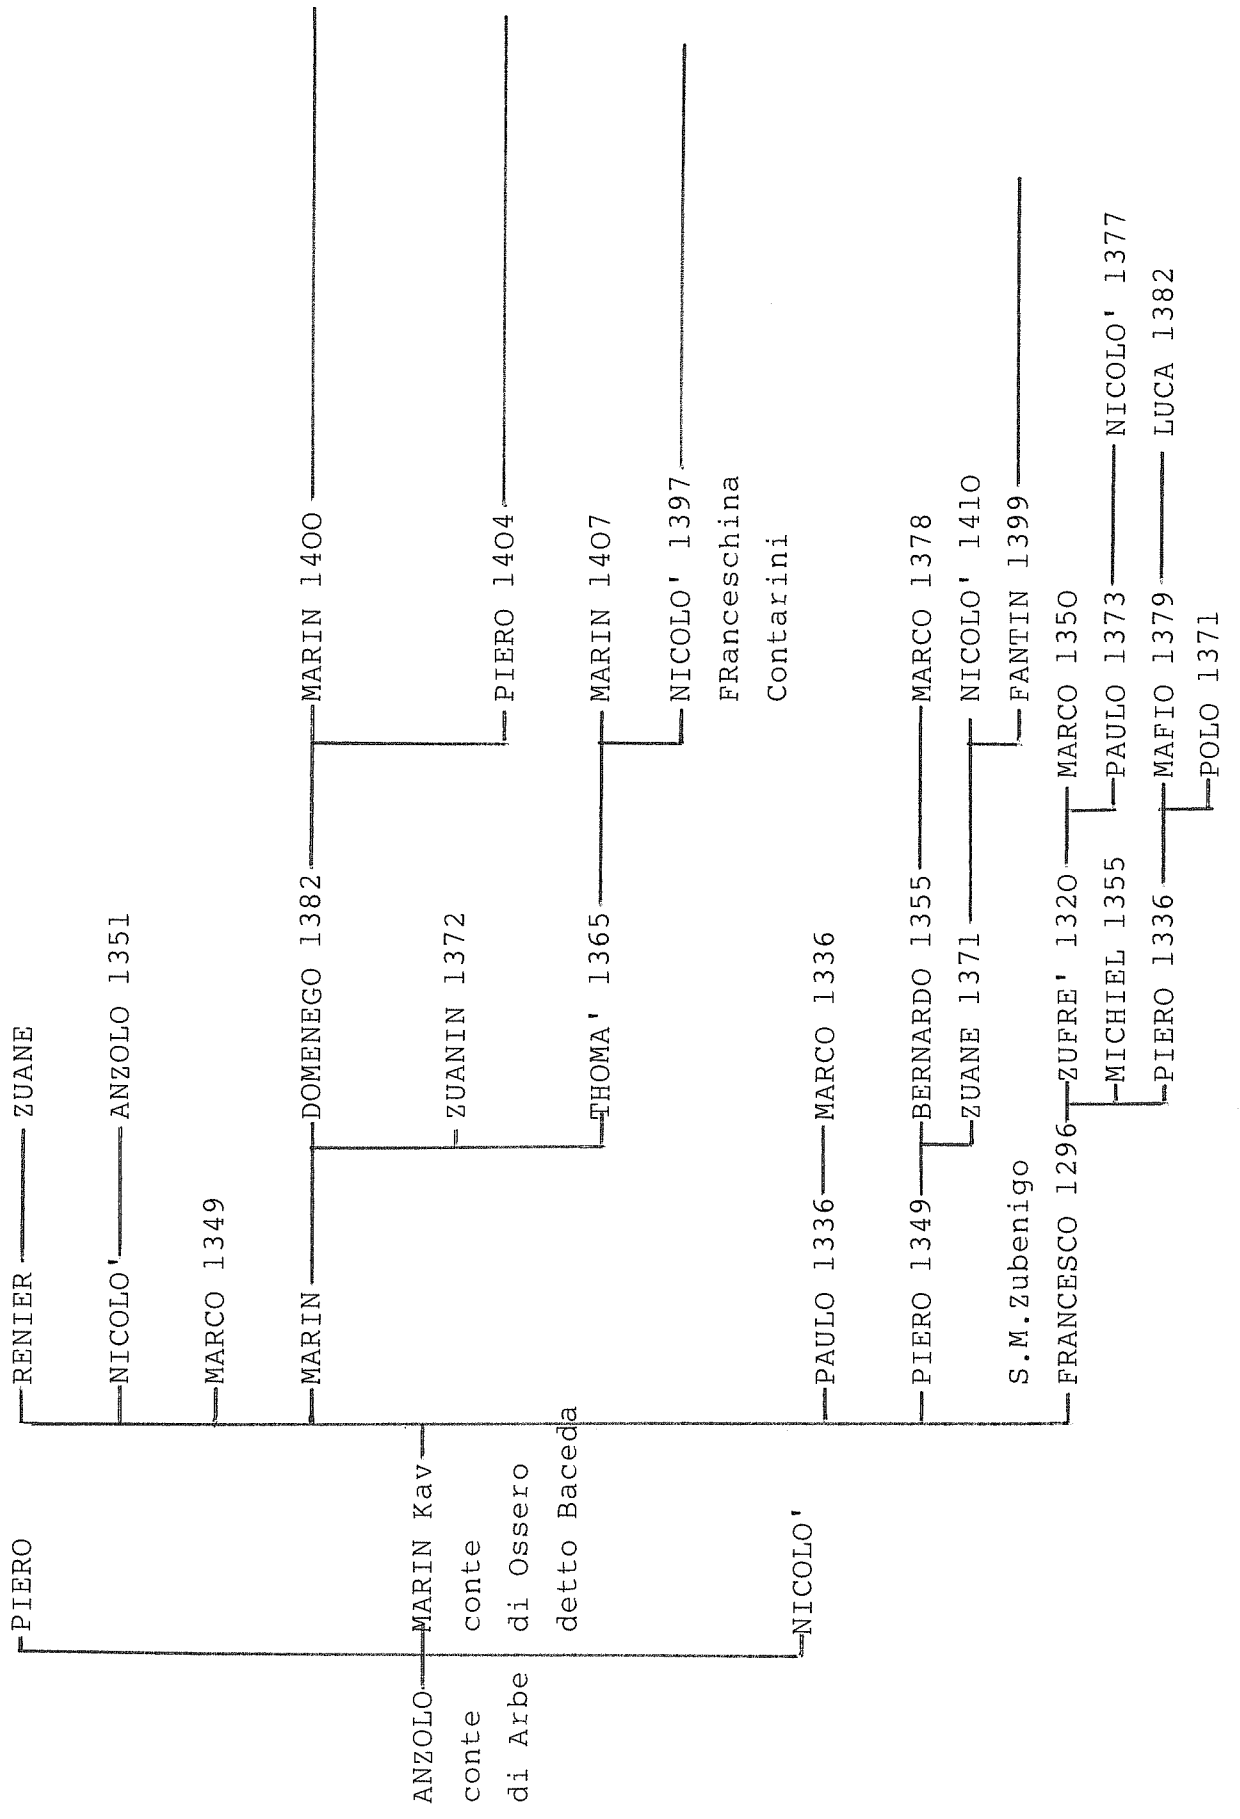 PIERO
RENIER ZUANE
NICOLO' ANZOLO 1351
MARCO 1349
MARIN DOMENEGO 1382 MARIN 1400
ANZOLO MARIN Kav
conte conte ZUANIN 1372
di Arbe di Ossero PIERO 1404
detto Baceda
THOMA' 1365 MARIN 1407
NICOLO' 1397
FRanceschina
Contarini
NICOLO'
PAULO 1336 MARCO 1336
PIERO 1349 BERNARDO 1355 MARCO 1378
ZUANE 1371 NICOLO' 1410
S.M.Zubenigo FANTIN 1399
FRANCESCO 1296 ZUFRE' 1320 MARCO 1350
MICHIEL 1355 PAULO 1373 NICOLO' 1377
PIERO 1336 MAFIO 1379 LUCA 1382
POLO 1371